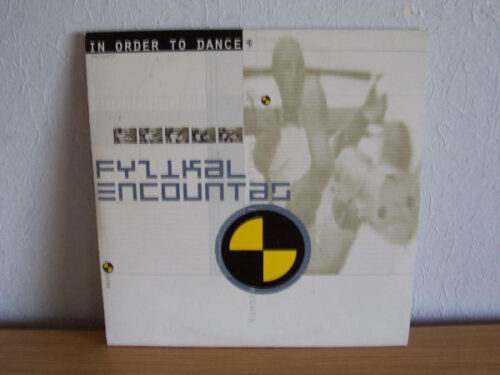 IN ORDER TO DANCE
FYZIKAL
ENCOUNTAS